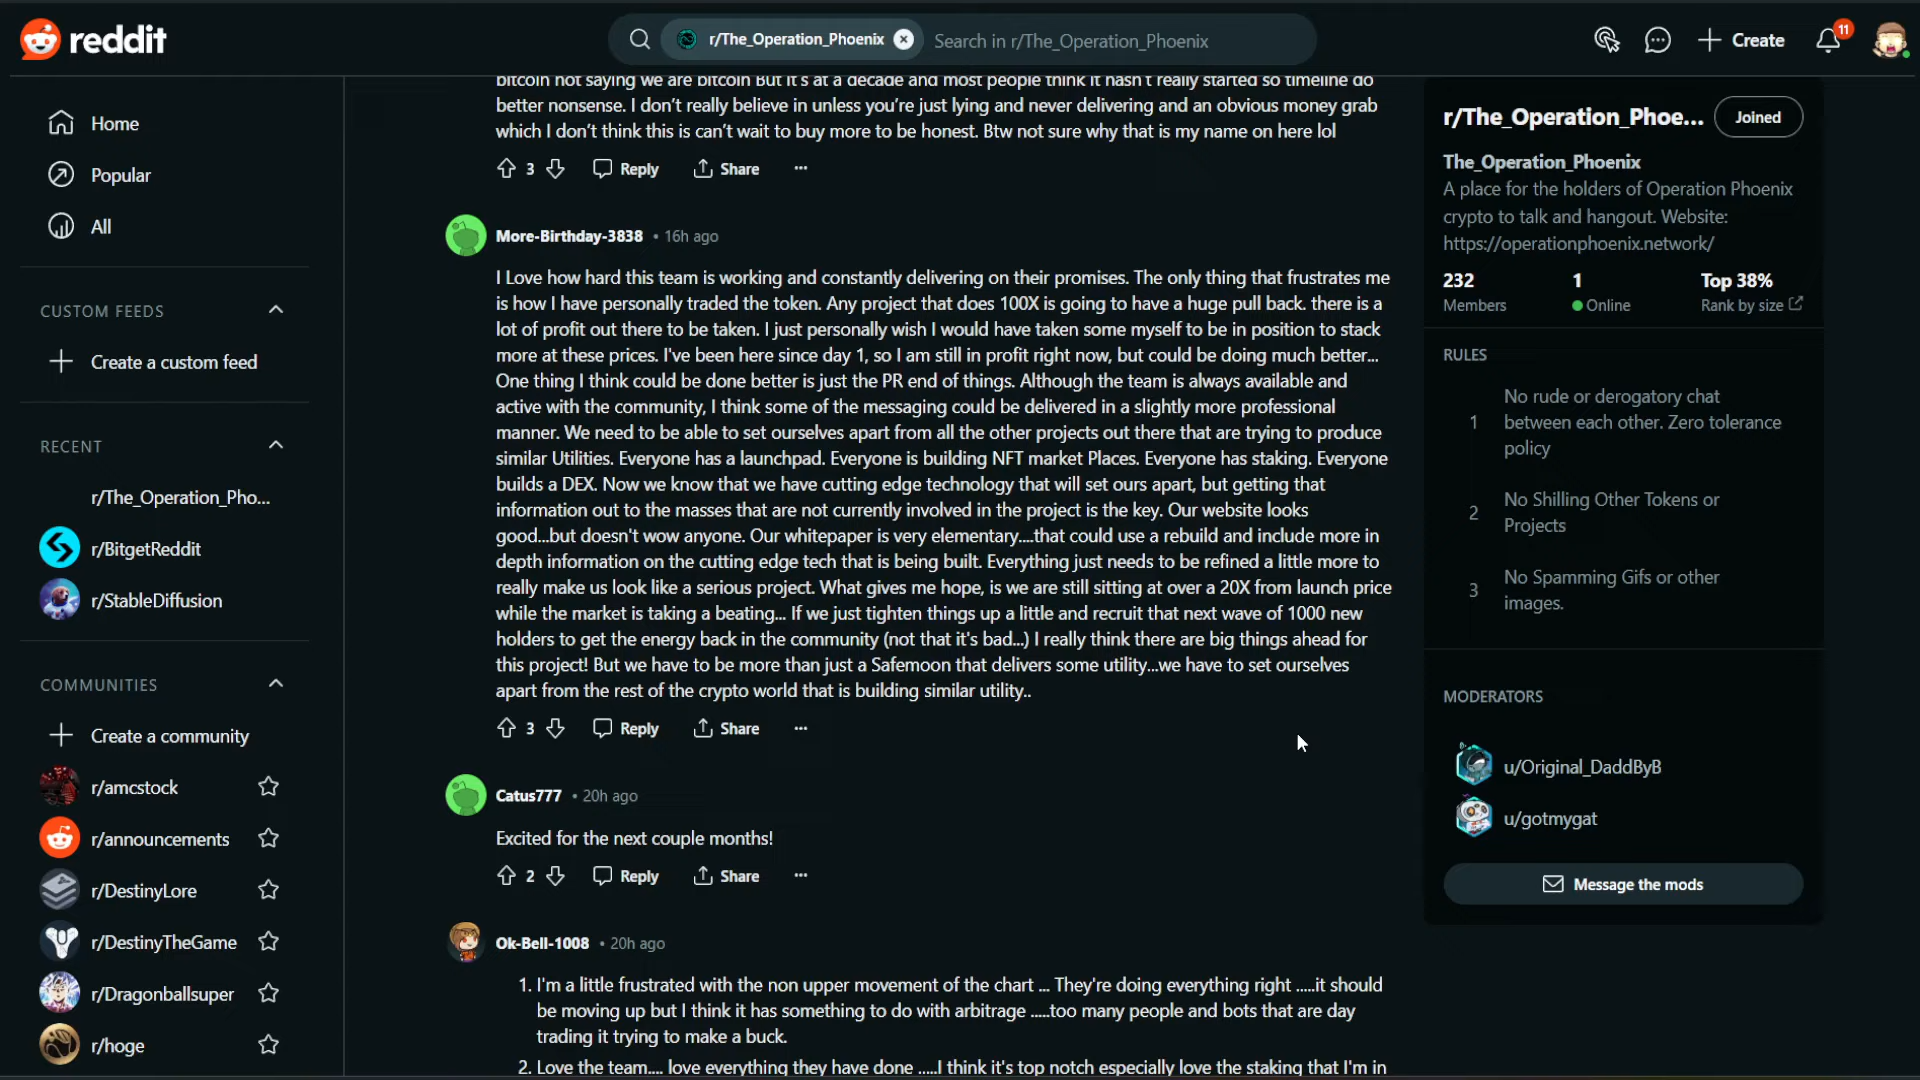 reddit
r/The_Operation_Phoenix
Search in r/The_Operation_Phoenix
Create
11
Home
Popular
All
CUSTOM FEEDS
Create a custom feed
RECENT
r/The_Operation_Pho...
r/BitgetReddit
r/StableDiffusion
COMMUNITIES
Create a community
r/amcstock
r/announcements
r/DestinyLore
r/DestinyTheGame
r/Dragonballsuper
r/hoge
bitcoin not saying we are bitcoin But it's at a decade and most people think it hasn't really started so timeline do
better nonsense. I don't really believe in unless you're just lying and never delivering and an obvious money grab
which I don't think this is can't wait to buy more to be honest. Btw not sure why that is my name on here lol
3 Reply Share ...
More-Birthday-3838 • 16h ago
I Love how hard this team is working and constantly delivering on their promises. The only thing that frustrates me
is how I have personally traded the token. Any project that does 100X is going to have a huge pull back. there is a
lot of profit out there to be taken. I just personally wish I would have taken some myself to be in position to stack
more at these prices. I've been here since day 1, so I am still in profit right now, but could be doing much better...
One thing I think could be done better is just the PR end of things. Although the team is always available and
active with the community, I think some of the messaging could be delivered in a slightly more professional
manner. We need to be able to set ourselves apart from all the other projects out there that are trying to produce
similar Utilities. Everyone has a launchpad. Everyone is building NFT market Places. Everyone has staking. Everyone
builds a DEX. Now we know that we have cutting edge technology that will set ours apart, but getting that
information out to the masses that are not currently involved in the project is the key. Our website looks
good...but doesn't wow anyone. Our whitepaper is very elementary....that could use a rebuild and include more in
depth information on the cutting edge tech that is being built. Everything just needs to be refined a little more to
really make us look like a serious project. What gives me hope, is we are still sitting at over a 20X from launch price
while the market is taking a beating... If we just tighten things up a little and recruit that next wave of 1000 new
holders to get the energy back in the community (not that it's bad...) I really think there are big things ahead for
this project! But we have to be more than just a Safemoon that delivers some utility...we have to set ourselves
apart from the rest of the crypto world that is building similar utility..
3 Reply Share ...
Catus777 • 20h ago
Excited for the next couple months!
2 Reply Share ...
Ok-Bell-1008 • 20h ago
1. I'm a little frustrated with the non upper movement of the chart ... They're doing everything right .....it should
be moving up but I think it has something to do with arbitrage .....too many people and bots that are day
trading it trying to make a buck.
2. Love the team.... love everything they have done .....I think it's top notch especially love the staking that I'm in
r/The_Operation_Phoe... Joined
The_Operation_Phoenix
A place for the holders of Operation Phoenix
crypto to talk and hangout. Website:
https://operationphoenix.network/
232 1 Top 38%
Members Online Rank by size
RULES
1 No rude or derogatory chat
between each other. Zero tolerance
policy
2 No Shilling Other Tokens or
Projects
3 No Spamming Gifs or other
images.
MODERATORS
u/Original_DaddByB
u/gotmygat
Message the mods